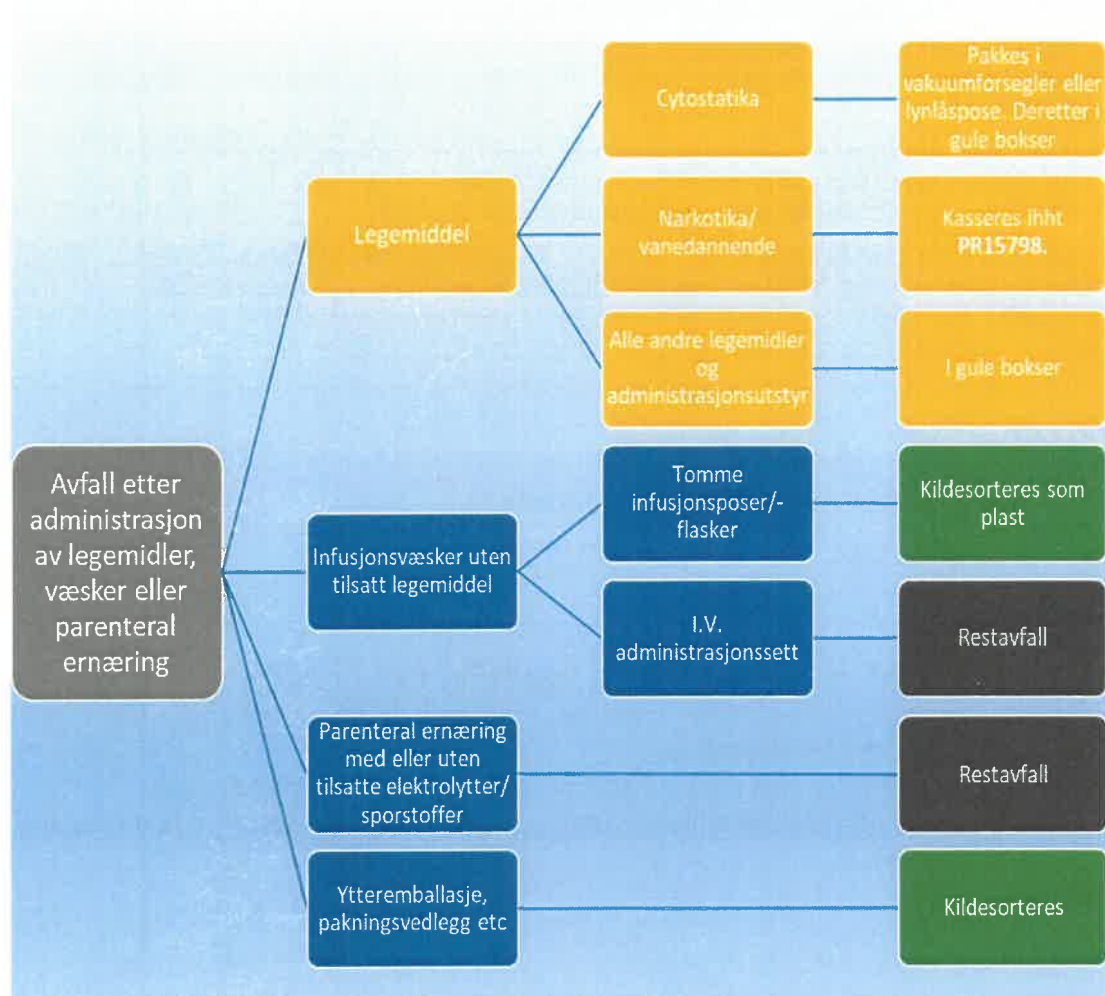 Avfall etter
administrasjon
av legemidler,
væsker eller
parenteral
ernæring
Legemiddel
Cytostatika
Pakkes i
vakuumforsegler eller
lynlåspose. Deretter i
gule bokser
Narkotika/
vanedannende
Kasseres ihht
PR15798.
Alle andre legemidler
og
administrasjonsutstyr
I gule bokser
Infusjonsvæsker uten
tilsatt legemiddel
Tomme
infusjonsposer/-
flasker
Kildesorteres som
plast
I.V.
administrasjonssett
Restavfall
Parenteral ernæring
med eller uten
tilsatte elektrolytter/
sporstoffer
Restavfall
Ytteremballasje,
pakningsvedlegg etc
Kildesorteres